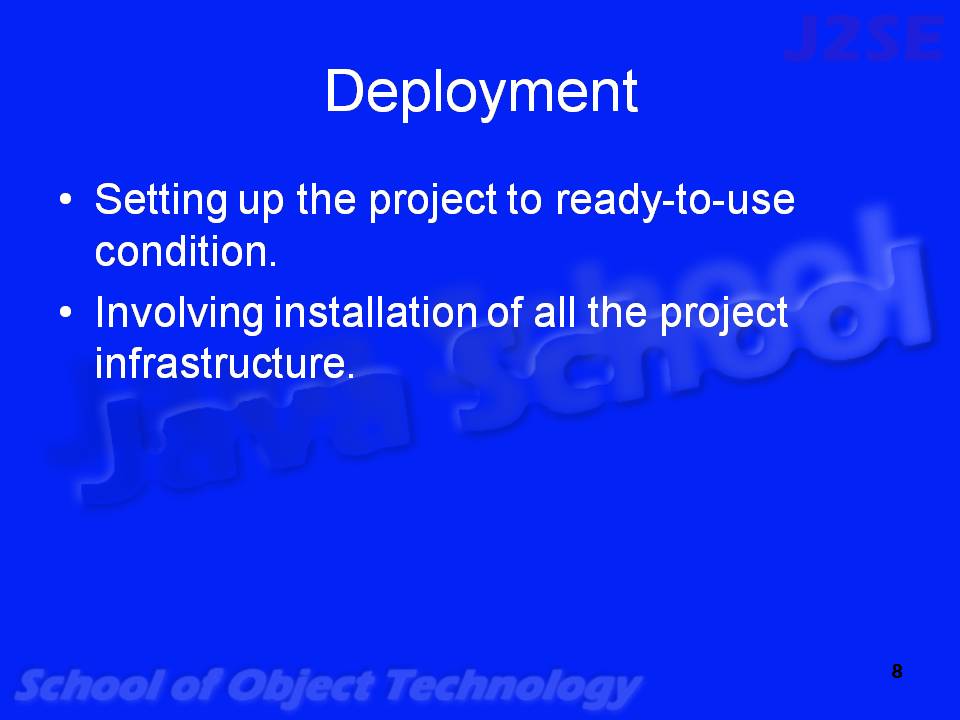 J2SE
Deployment
• Setting up the project to ready-to-use
condition.
• Involving installation of all the project
infrastructure.
Java School
8
School of Object Technology